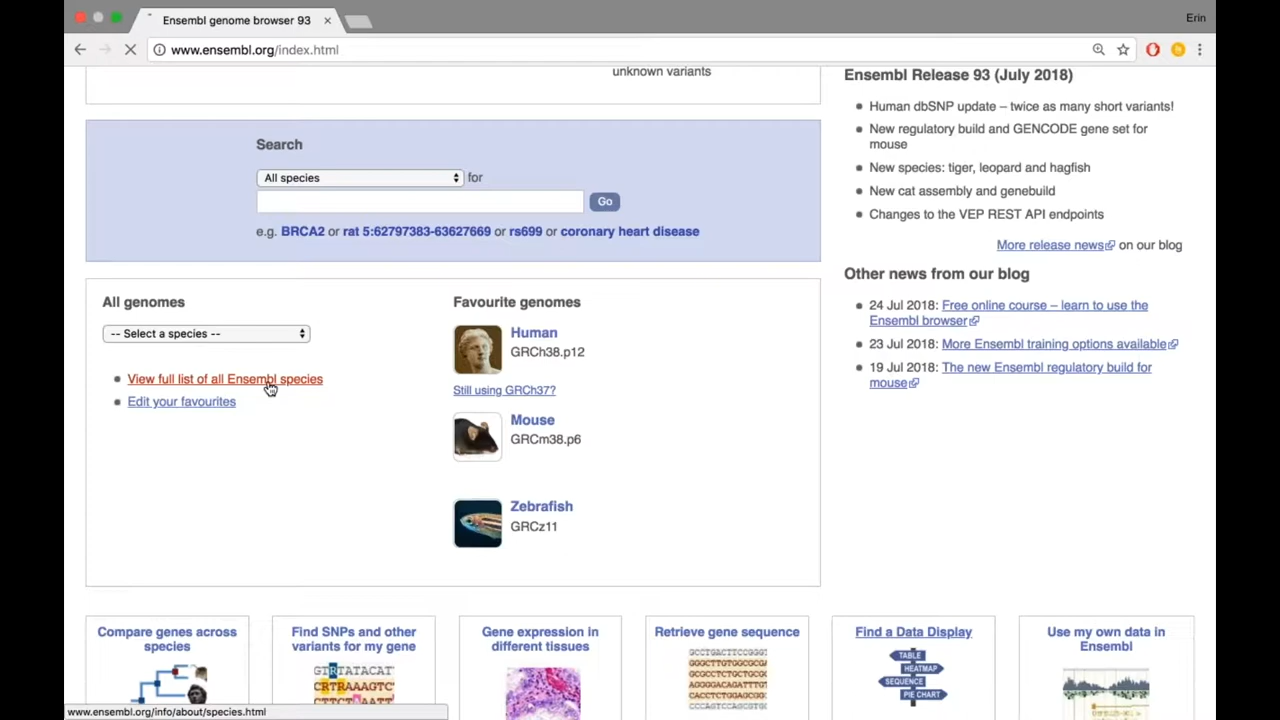 Ensembl genome browser 93
Erin
www.ensembl.org/index.html
unknown variants
Search
All species
for
Go
e.g. BRCA2 or rat 5:62797383-63627669 or rs699 or coronary heart disease
All genomes
-- Select a species --
View full list of all Ensembl species
Edit your favourites
Favourite genomes
Human
GRCh38.p12
Still using GRCh37?
Mouse
GRCm38.p6
Zebrafish
GRCz11
Ensembl Release 93 (July 2018)
Human dbSNP update – twice as many short variants!
New regulatory build and GENCODE gene set for
mouse
New species: tiger, leopard and hagfish
New cat assembly and genebuild
Changes to the VEP REST API endpoints
More release news on our blog
Other news from our blog
24 Jul 2018: Free online course – learn to use the
Ensembl browser
23 Jul 2018: More Ensembl training options available
19 Jul 2018: The new Ensembl regulatory build for
mouse
Compare genes across
species
Find SNPs and other
variants for my gene
GTRTATACAT
CRTRAAAGTC
Gene expression in
different tissues
Retrieve gene sequence
Find a Data Display
TABLE
HEATMAP
SEQUENCE
PIE CHART
Use my own data in
Ensembl
www.ensembl.org/info/about/species.html